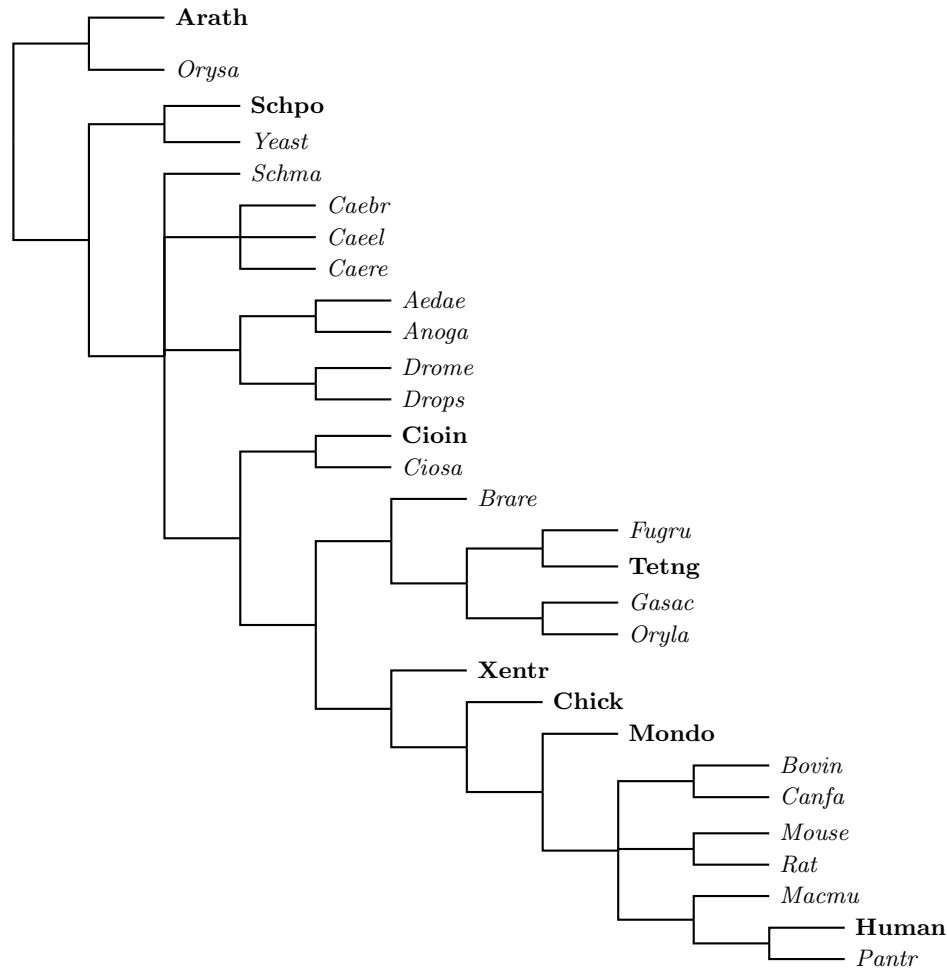 Arath
Orysa
Schpo
Yeast
Schma
Caebr
Caeel
Caere
Aedae
Anoga
Drome
Drops
Cioin
Ciosa
Brare
Fugru
Tetng
Gasac
Oryla
Xentr
Chick
Mondo
Bovin
Canfa
Mouse
Rat
Macmu
Human
Pantr